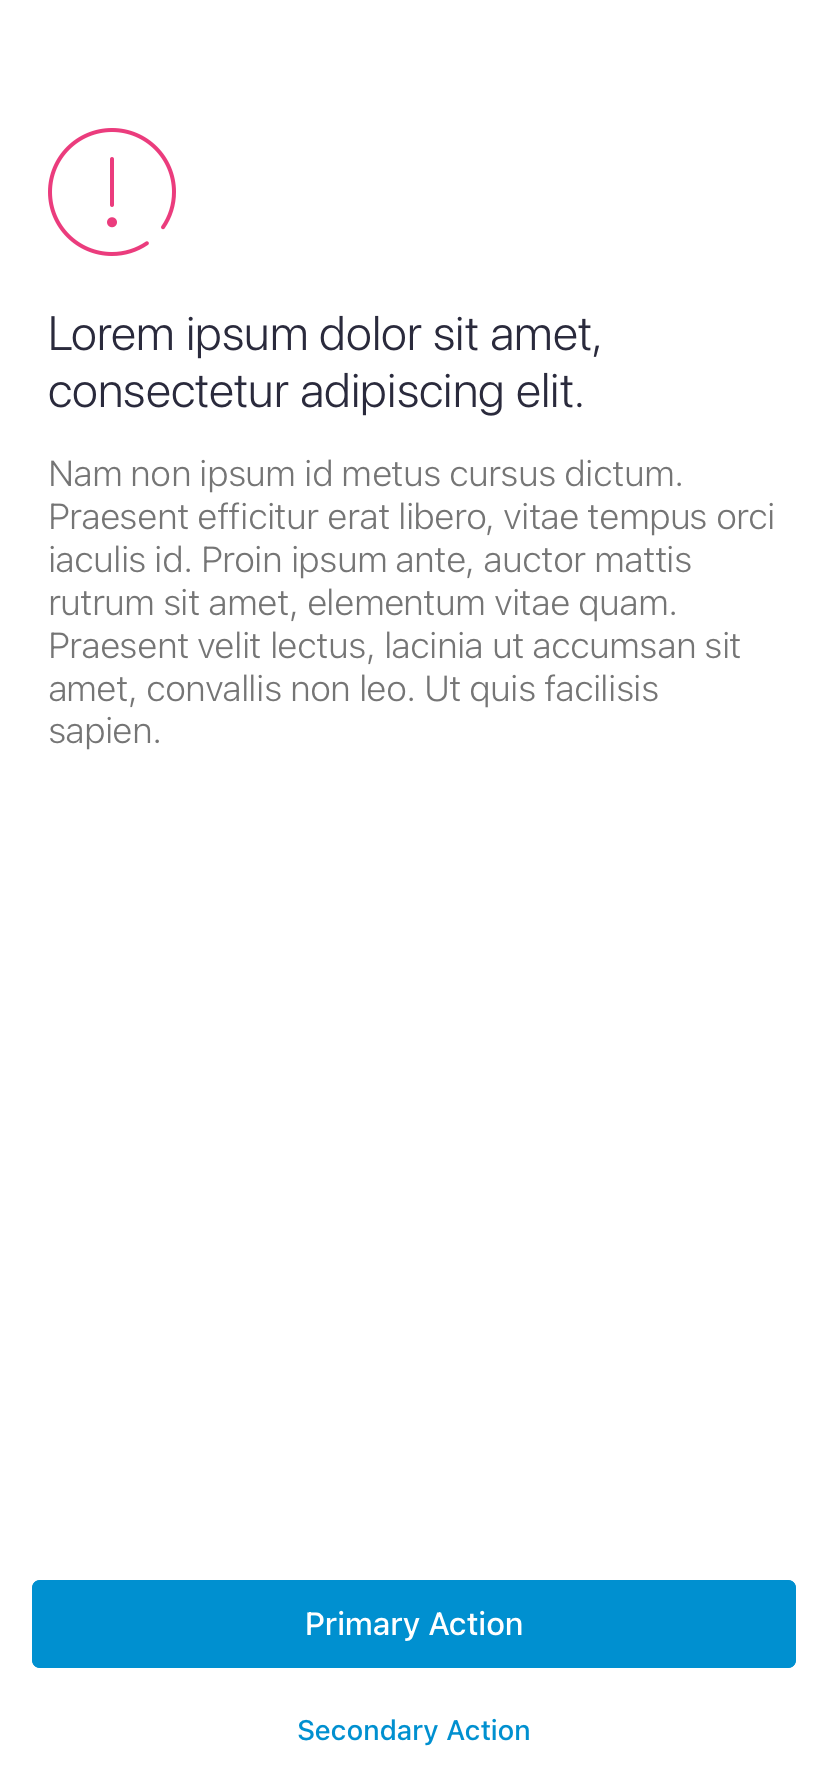 Lorem ipsum dolor sit amet,
consectetur adipiscing elit.
Nam non ipsum id metus cursus dictum.
Praesent efficitur erat libero, vitae tempus orci
iaculis id. Proin ipsum ante, auctor mattis
rutrum sit amet, elementum vitae quam.
Praesent velit lectus, lacinia ut accumsan sit
amet, convallis non leo. Ut quis facilisis
sapien.
Primary Action
Secondary Action